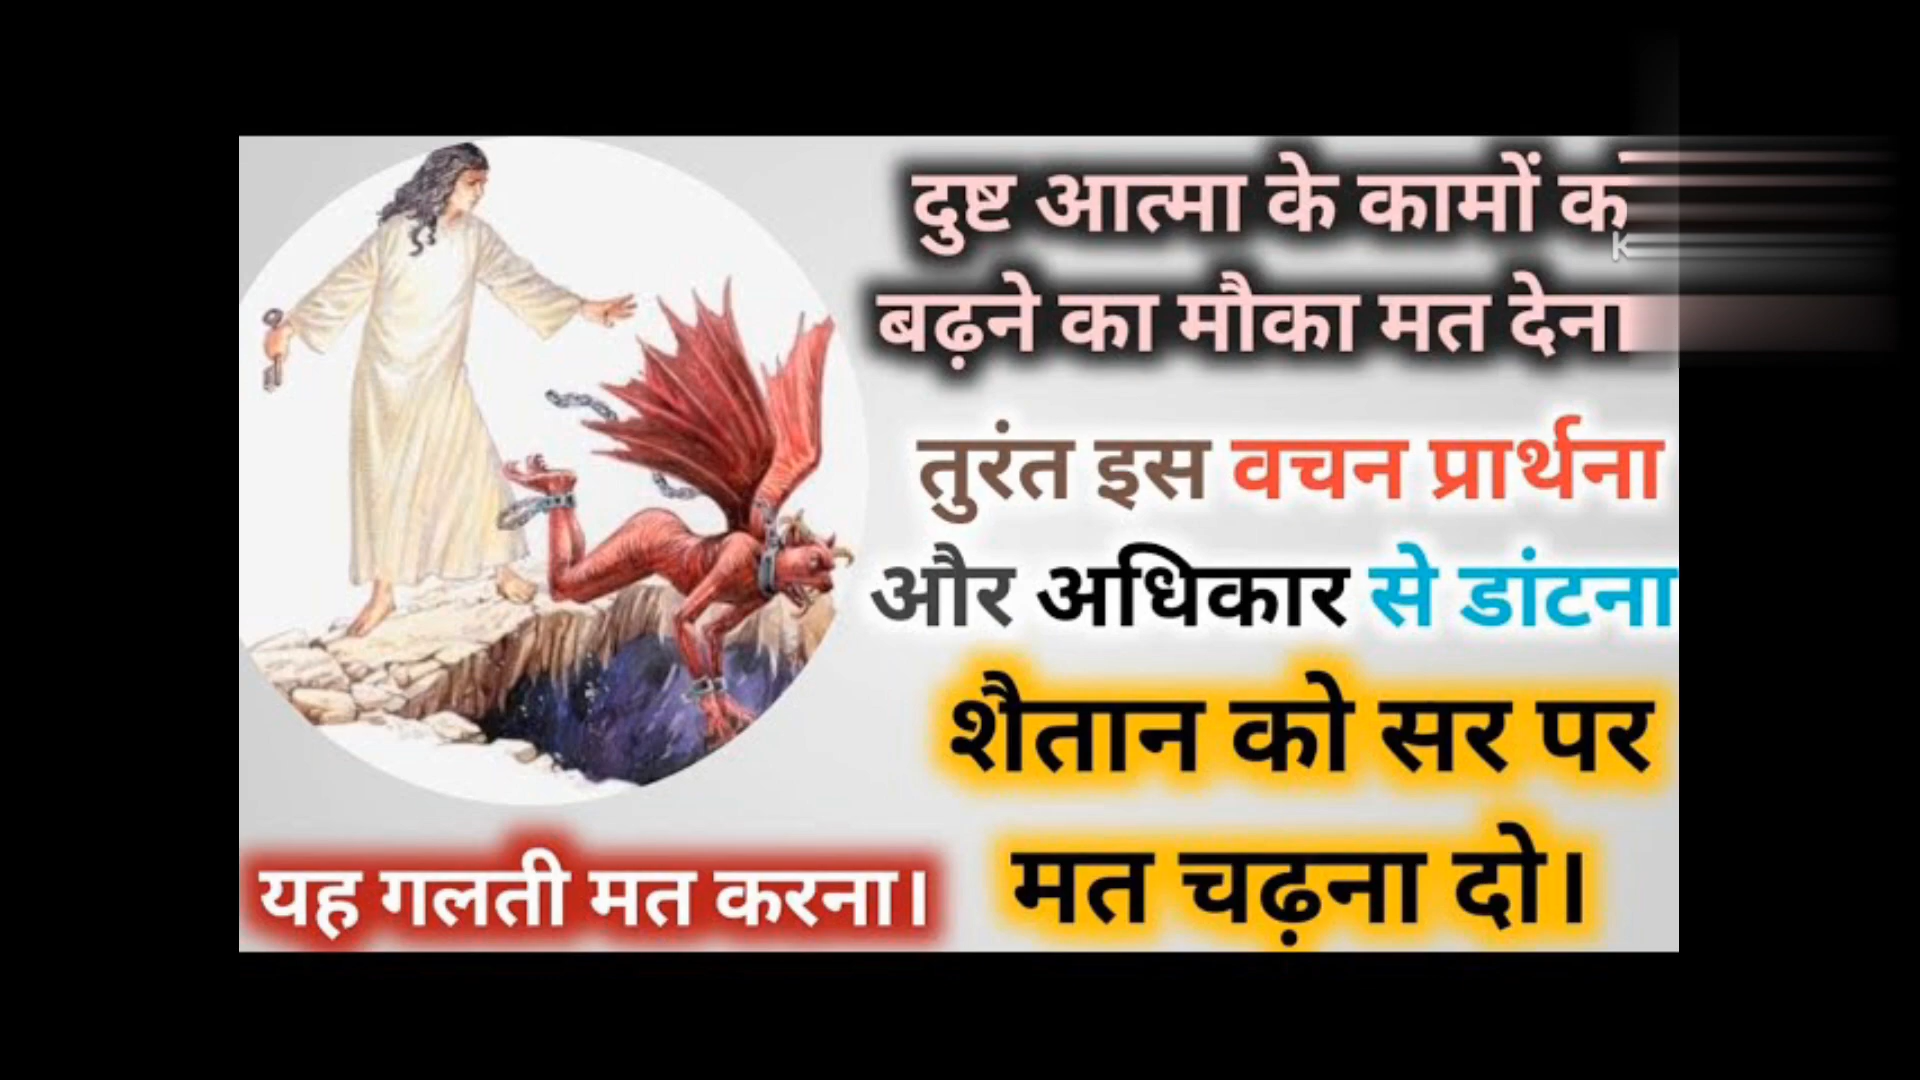 दुष्ट आत्मा के कामों क
बढ़ने का मौका मत देना
तुरंत इस वचन प्रार्थना
और अधिकार से डांटना
शैतान को सर पर
मत चढ़ना दो।
यह गलती मत करना।